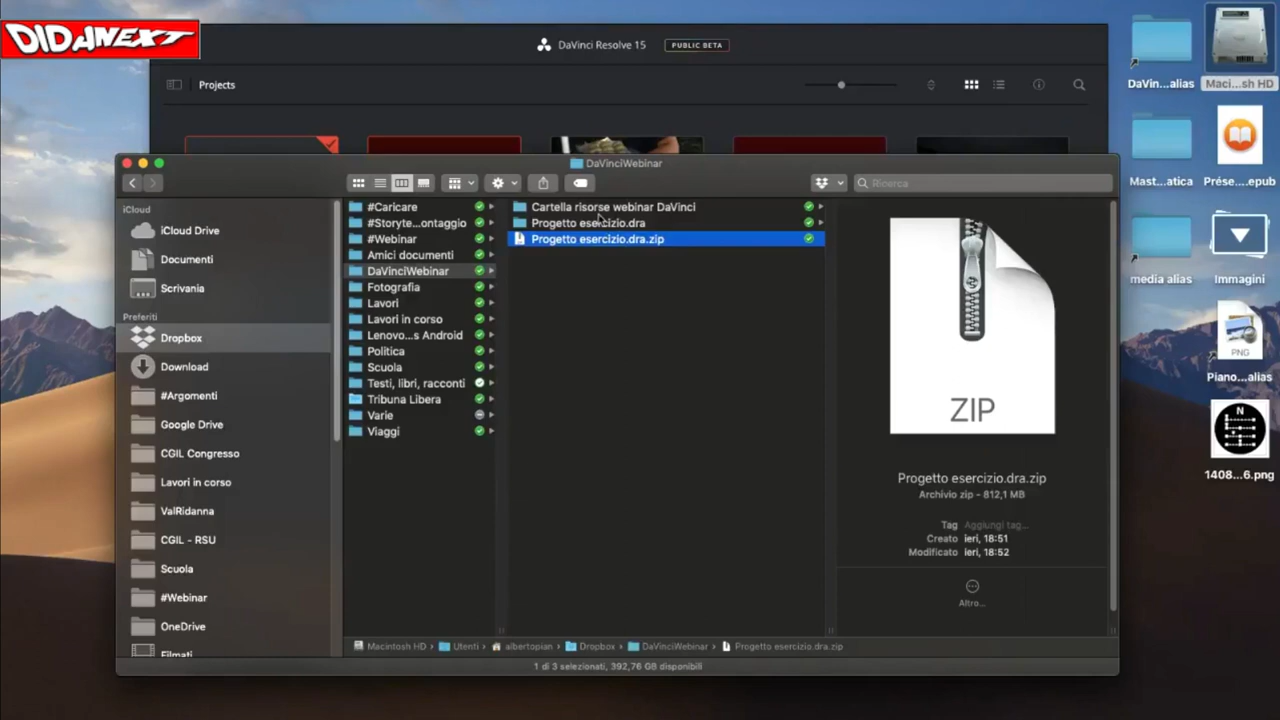 DIDANEXT
DaVinci Resolve 15
PUBLIC BETA
Projects
DaVinciWebinar
Ricerca
iCloud
iCloud Drive
Documenti
Scrivania
Preferiti
Dropbox
Download
#Argomenti
Google Drive
CGIL Congresso
Lavori in corso
ValRidanna
CGIL - RSU
Scuola
#Webinar
OneDrive
Filmati
#Caricare
#Storyte...ontaggio
#Webinar
Amici documenti
DaVinciWebinar
Fotografia
Lavori
Lavori in corso
Lenovo...s Android
Politica
Scuola
Testi, libri, racconti
Tribuna Libera
Varie
Viaggi
Cartella risorse webinar DaVinci
Progetto esercizio.dra
Progetto esercizio.dra.zip
ZIP
Progetto esercizio.dra.zip
Archivio zip - 812,1 MB
Tag Aggiungi tag...
Creato ieri, 18:51
Modificato ieri, 18:52
Altro...
Macintosh HD › Utenti › albertopian › Dropbox › DaVinciWebinar › Progetto esercizio.dra.zip
1 di 3 selezionati, 392,76 GB disponibili
DaVin...alias
Maci...sh HD
Mast...atica
Prése....epub
media alias
Immagini
PNG
Piano...alias
N
1408...6.png